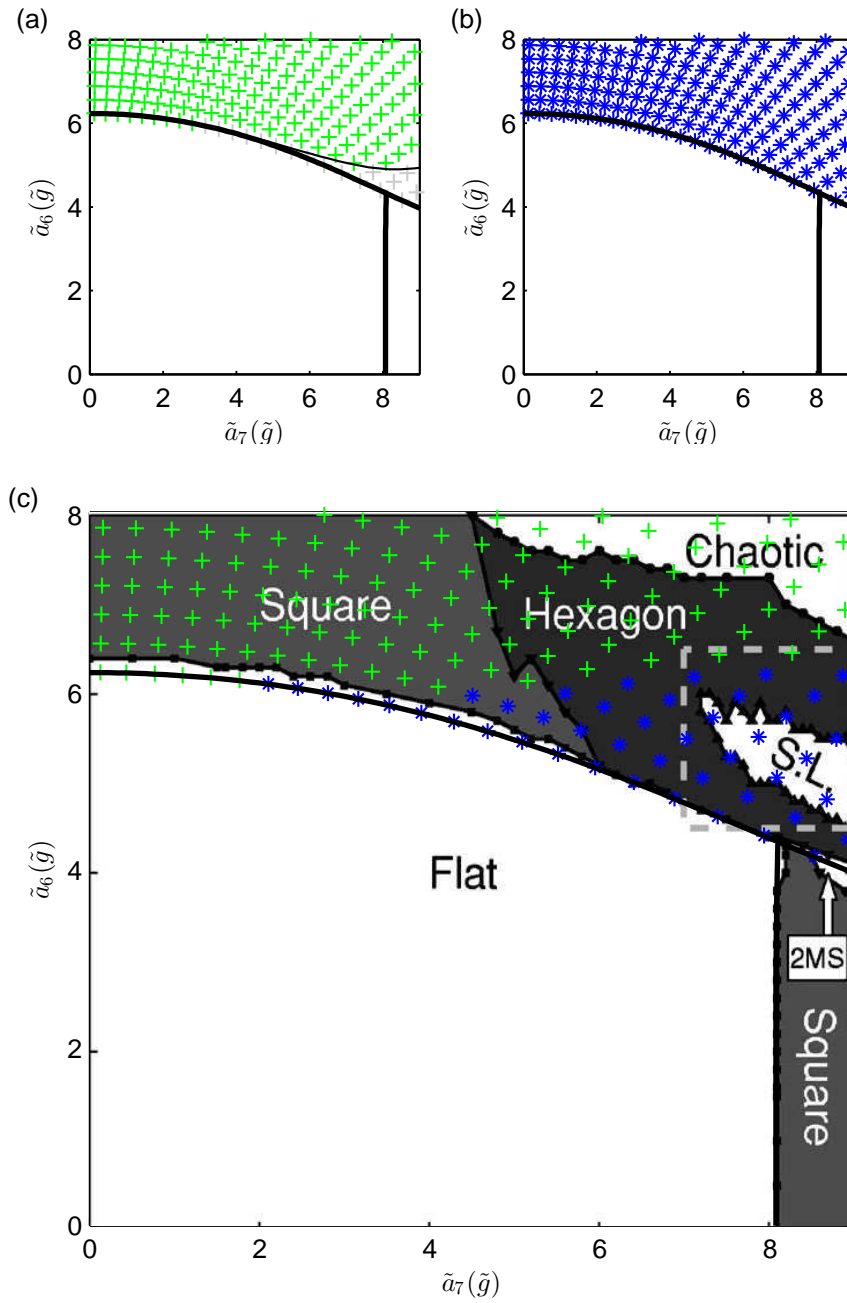 (a)
8
6
4
2
0
ã₆(g̃)
0 2 4 6 8
ã₇(g̃)
(b)
8
6
4
2
0
ã₆(g̃)
0 2 4 6 8
ã₇(g̃)
(c)
8
6
4
2
0
ã₆(g̃)
Chaotic
Square
Hexagon
S.L.
Flat
2MS
Square
0 2 4 6 8
ã₇(g̃)